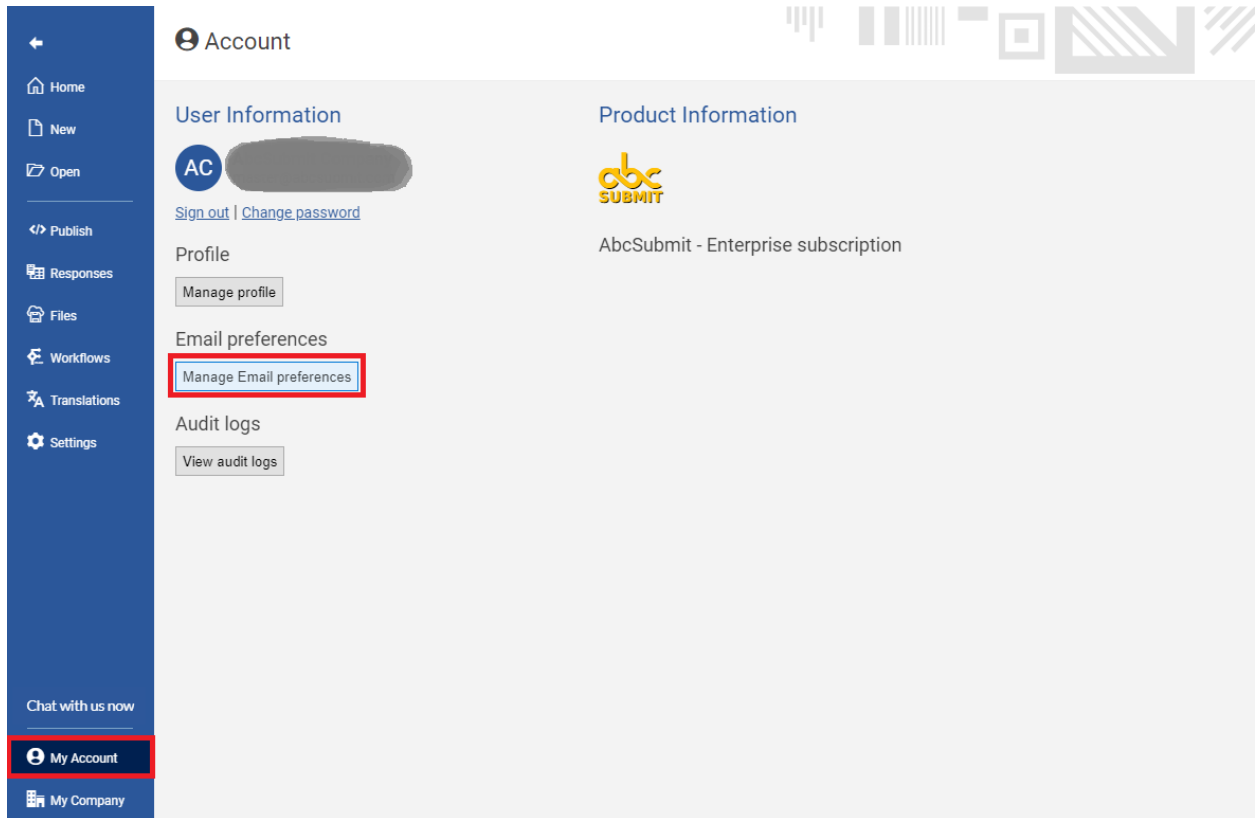 Home
New
Open
Publish
Responses
Files
Workflows
Translations
Settings
Chat with us now
My Account
My Company
Account
User Information
AC
Sign out | Change password
Profile
Manage profile
Email preferences
Manage Email preferences
Audit logs
View audit logs
Product Information
abc
SUBMIT
AbcSubmit - Enterprise subscription